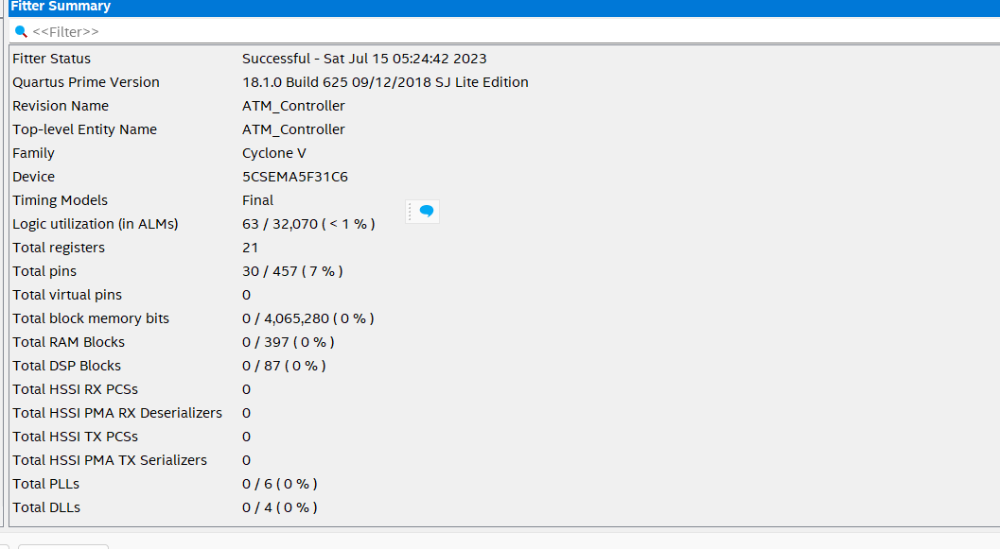 Fitter Summary
<<Filter>>
Fitter Status Successful - Sat Jul 15 05:24:42 2023
Quartus Prime Version 18.1.0 Build 625 09/12/2018 SJ Lite Edition
Revision Name ATM_Controller
Top-level Entity Name ATM_Controller
Family Cyclone V
Device 5CSEMA5F31C6
Timing Models Final
Logic utilization (in ALMs) 63 / 32,070 ( < 1 % )
Total registers 21
Total pins 30 / 457 ( 7 % )
Total virtual pins 0
Total block memory bits 0 / 4,065,280 ( 0 % )
Total RAM Blocks 0 / 397 ( 0 % )
Total DSP Blocks 0 / 87 ( 0 % )
Total HSSI RX PCSs 0
Total HSSI PMA RX Deserializers 0
Total HSSI TX PCSs 0
Total HSSI PMA TX Serializers 0
Total PLLs 0 / 6 ( 0 % )
Total DLLs 0 / 4 ( 0 % )